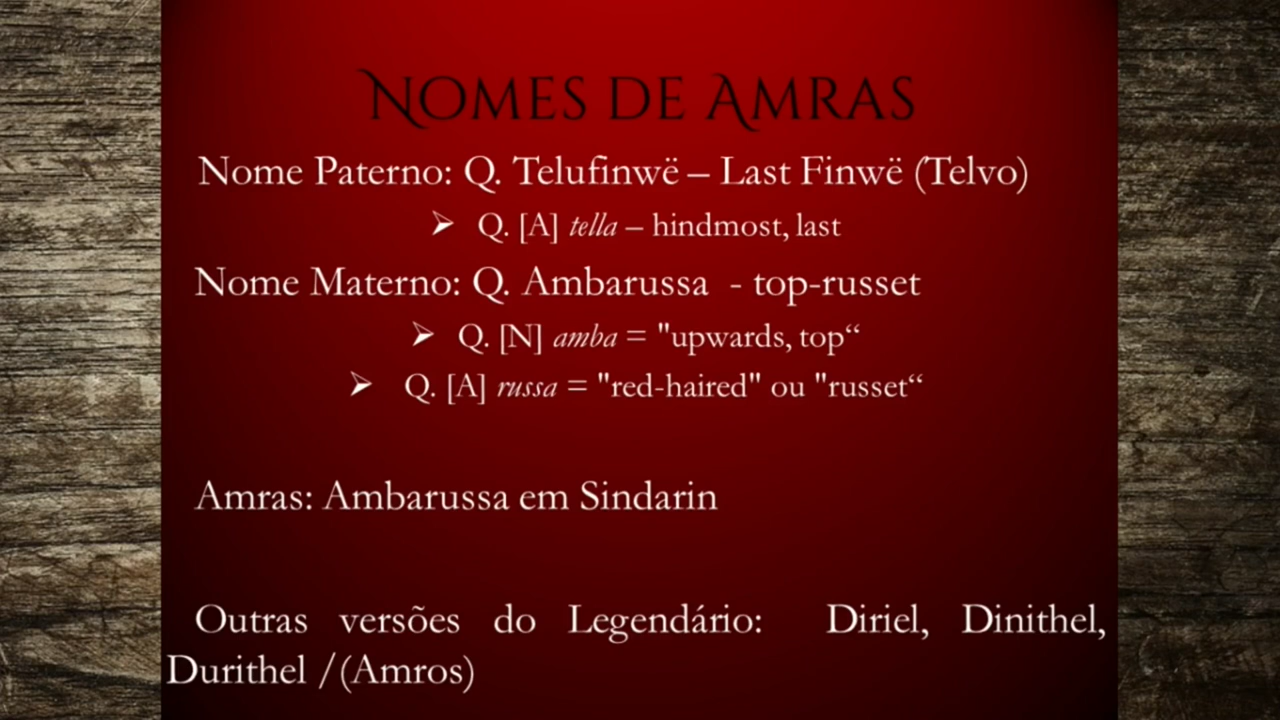 Nomes de Amras
Nome Paterno: Q. Telufinwë – Last Finwë (Telvo)
➢ Q. [A] tella – hindmost, last
Nome Materno: Q. Ambarussa - top-russet
➢ Q. [N] amba = "upwards, top“
➢ Q. [A] russa = "red-haired" ou "russet“
Amras: Ambarussa em Sindarin
Outras versões do Legendário: Diriel, Dinithel,
Durithel /(Amros)